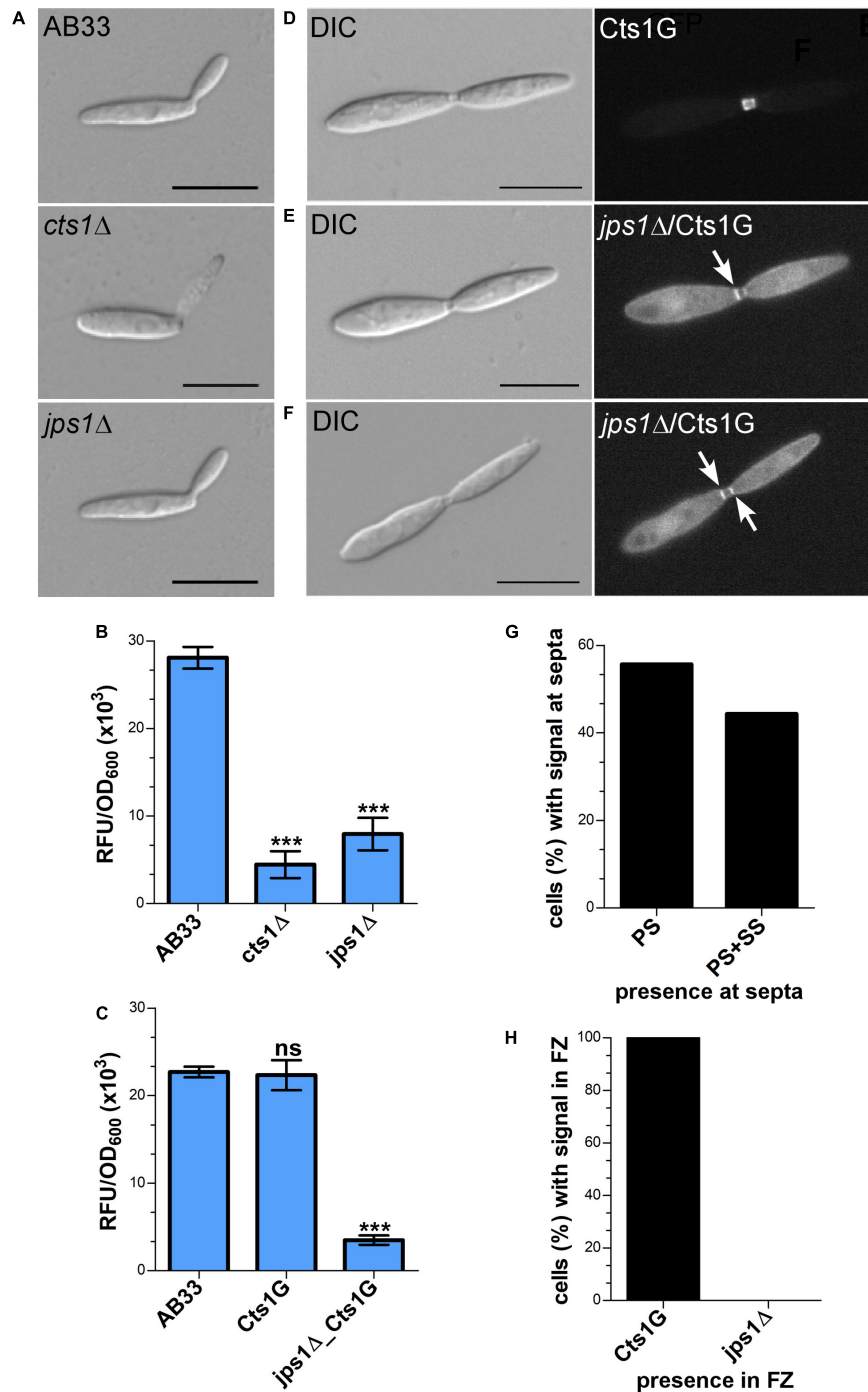 A AB33
D DIC
Cts1G
F
cts1Δ
E DIC
jps1Δ/Cts1G
jps1Δ
F DIC
jps1Δ/Cts1G
B
RFU/OD600 (x10³)
30
20
10
0
***
***
AB33
cts1Δ
jps1Δ
G
cells (%) with signal at septa
60
40
20
0
PS
PS+SS
presence at septa
C
RFU/OD600 (x10³)
30
20
10
0
ns
***
AB33
Cts1G
jps1Δ_Cts1G
H
cells (%) with signal in FZ
100
80
60
40
20
0
Cts1G
jps1Δ
presence in FZ